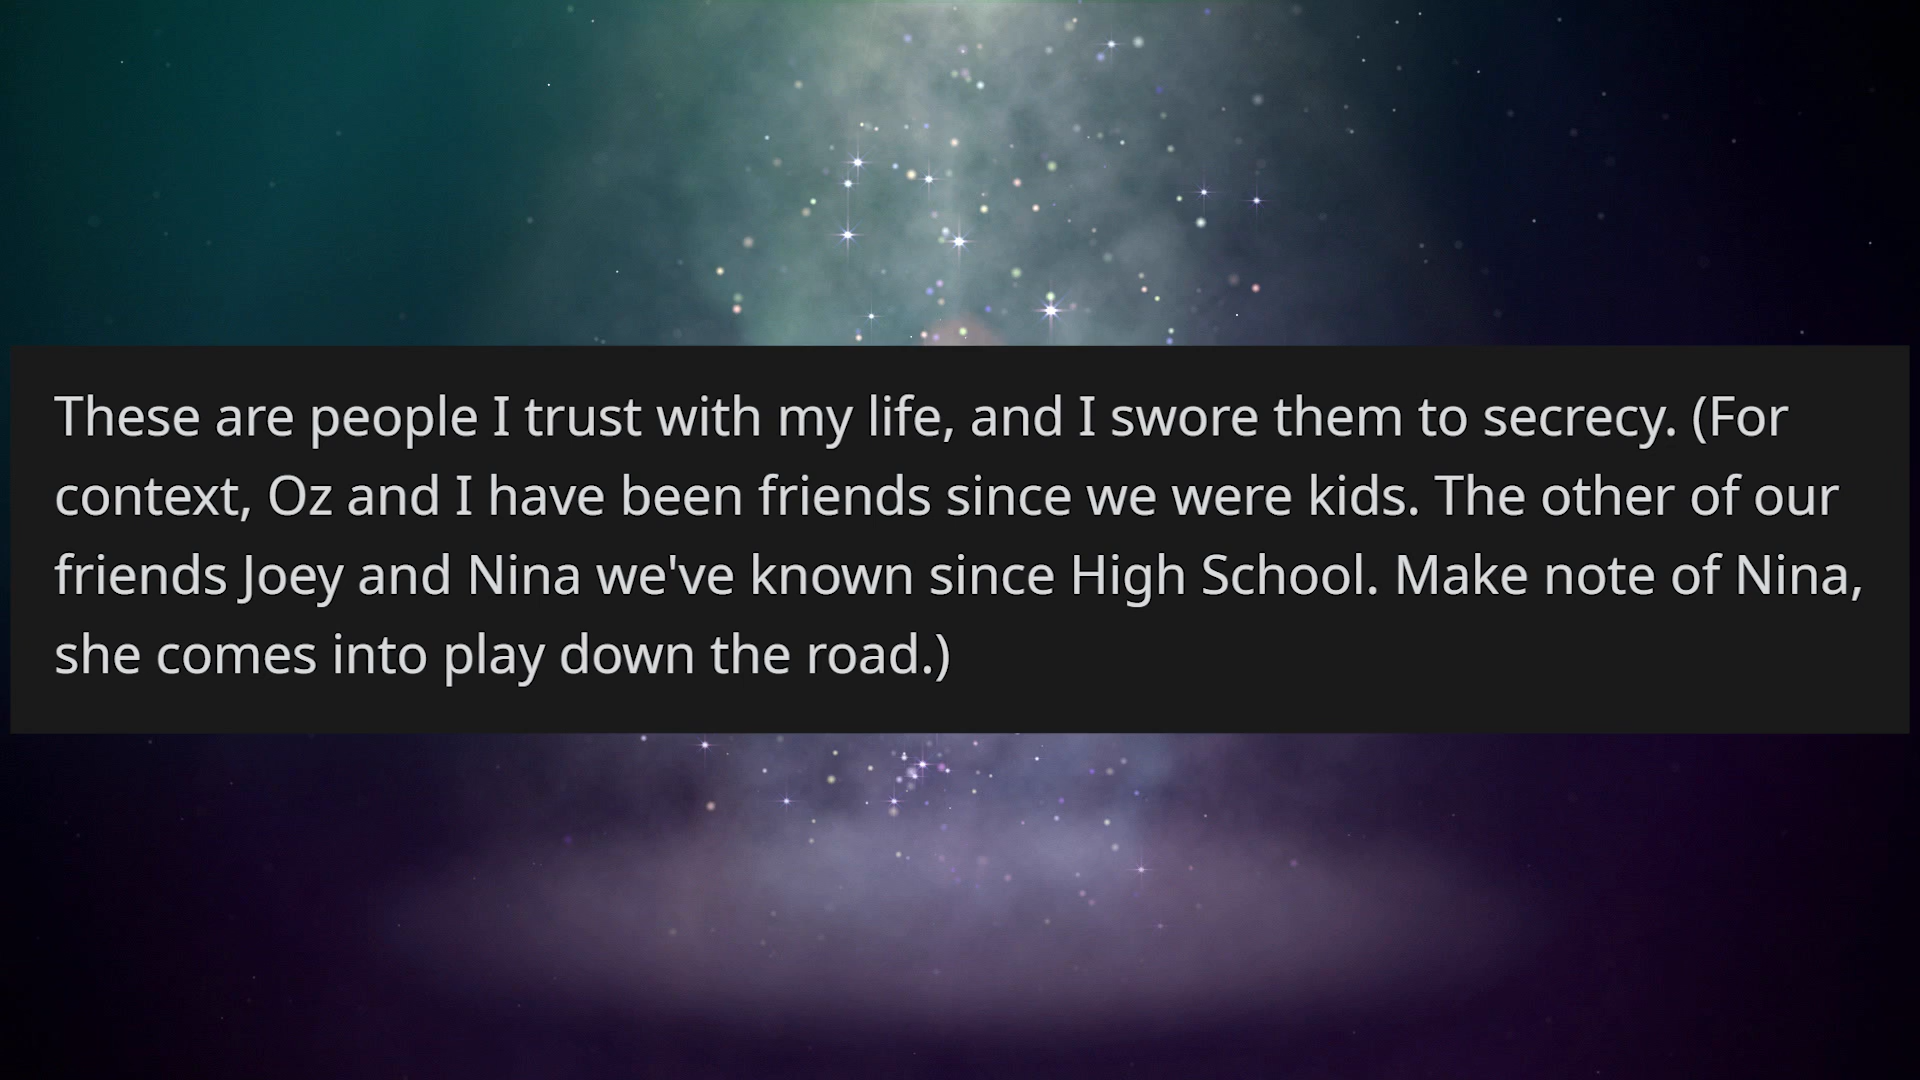 These are people I trust with my life, and I swore them to secrecy. (For
context, Oz and I have been friends since we were kids. The other of our
friends Joey and Nina we've known since High School. Make note of Nina,
she comes into play down the road.)